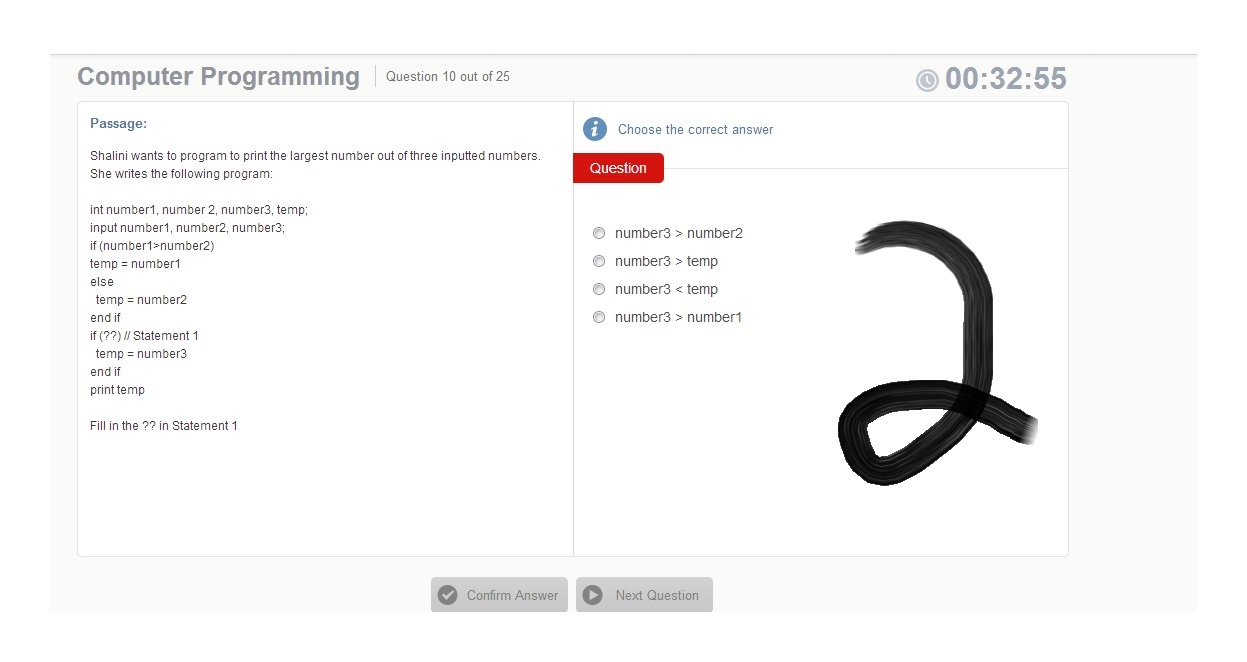 Computer Programming
Question 10 out of 25
00:32:55
Passage:
Shalini wants to program to print the largest number out of three inputted numbers.
She writes the following program:
int number1, number 2, number3, temp;
input number1, number2, number3;
if (number1>number2)
temp = number1
else
temp = number2
end if
if (??) // Statement 1
temp = number3
end if
print temp
Fill in the ?? in Statement 1
i Choose the correct answer
Question
number3 > number2
number3 > temp
number3 < temp
number3 > number1
2
Confirm Answer
Next Question